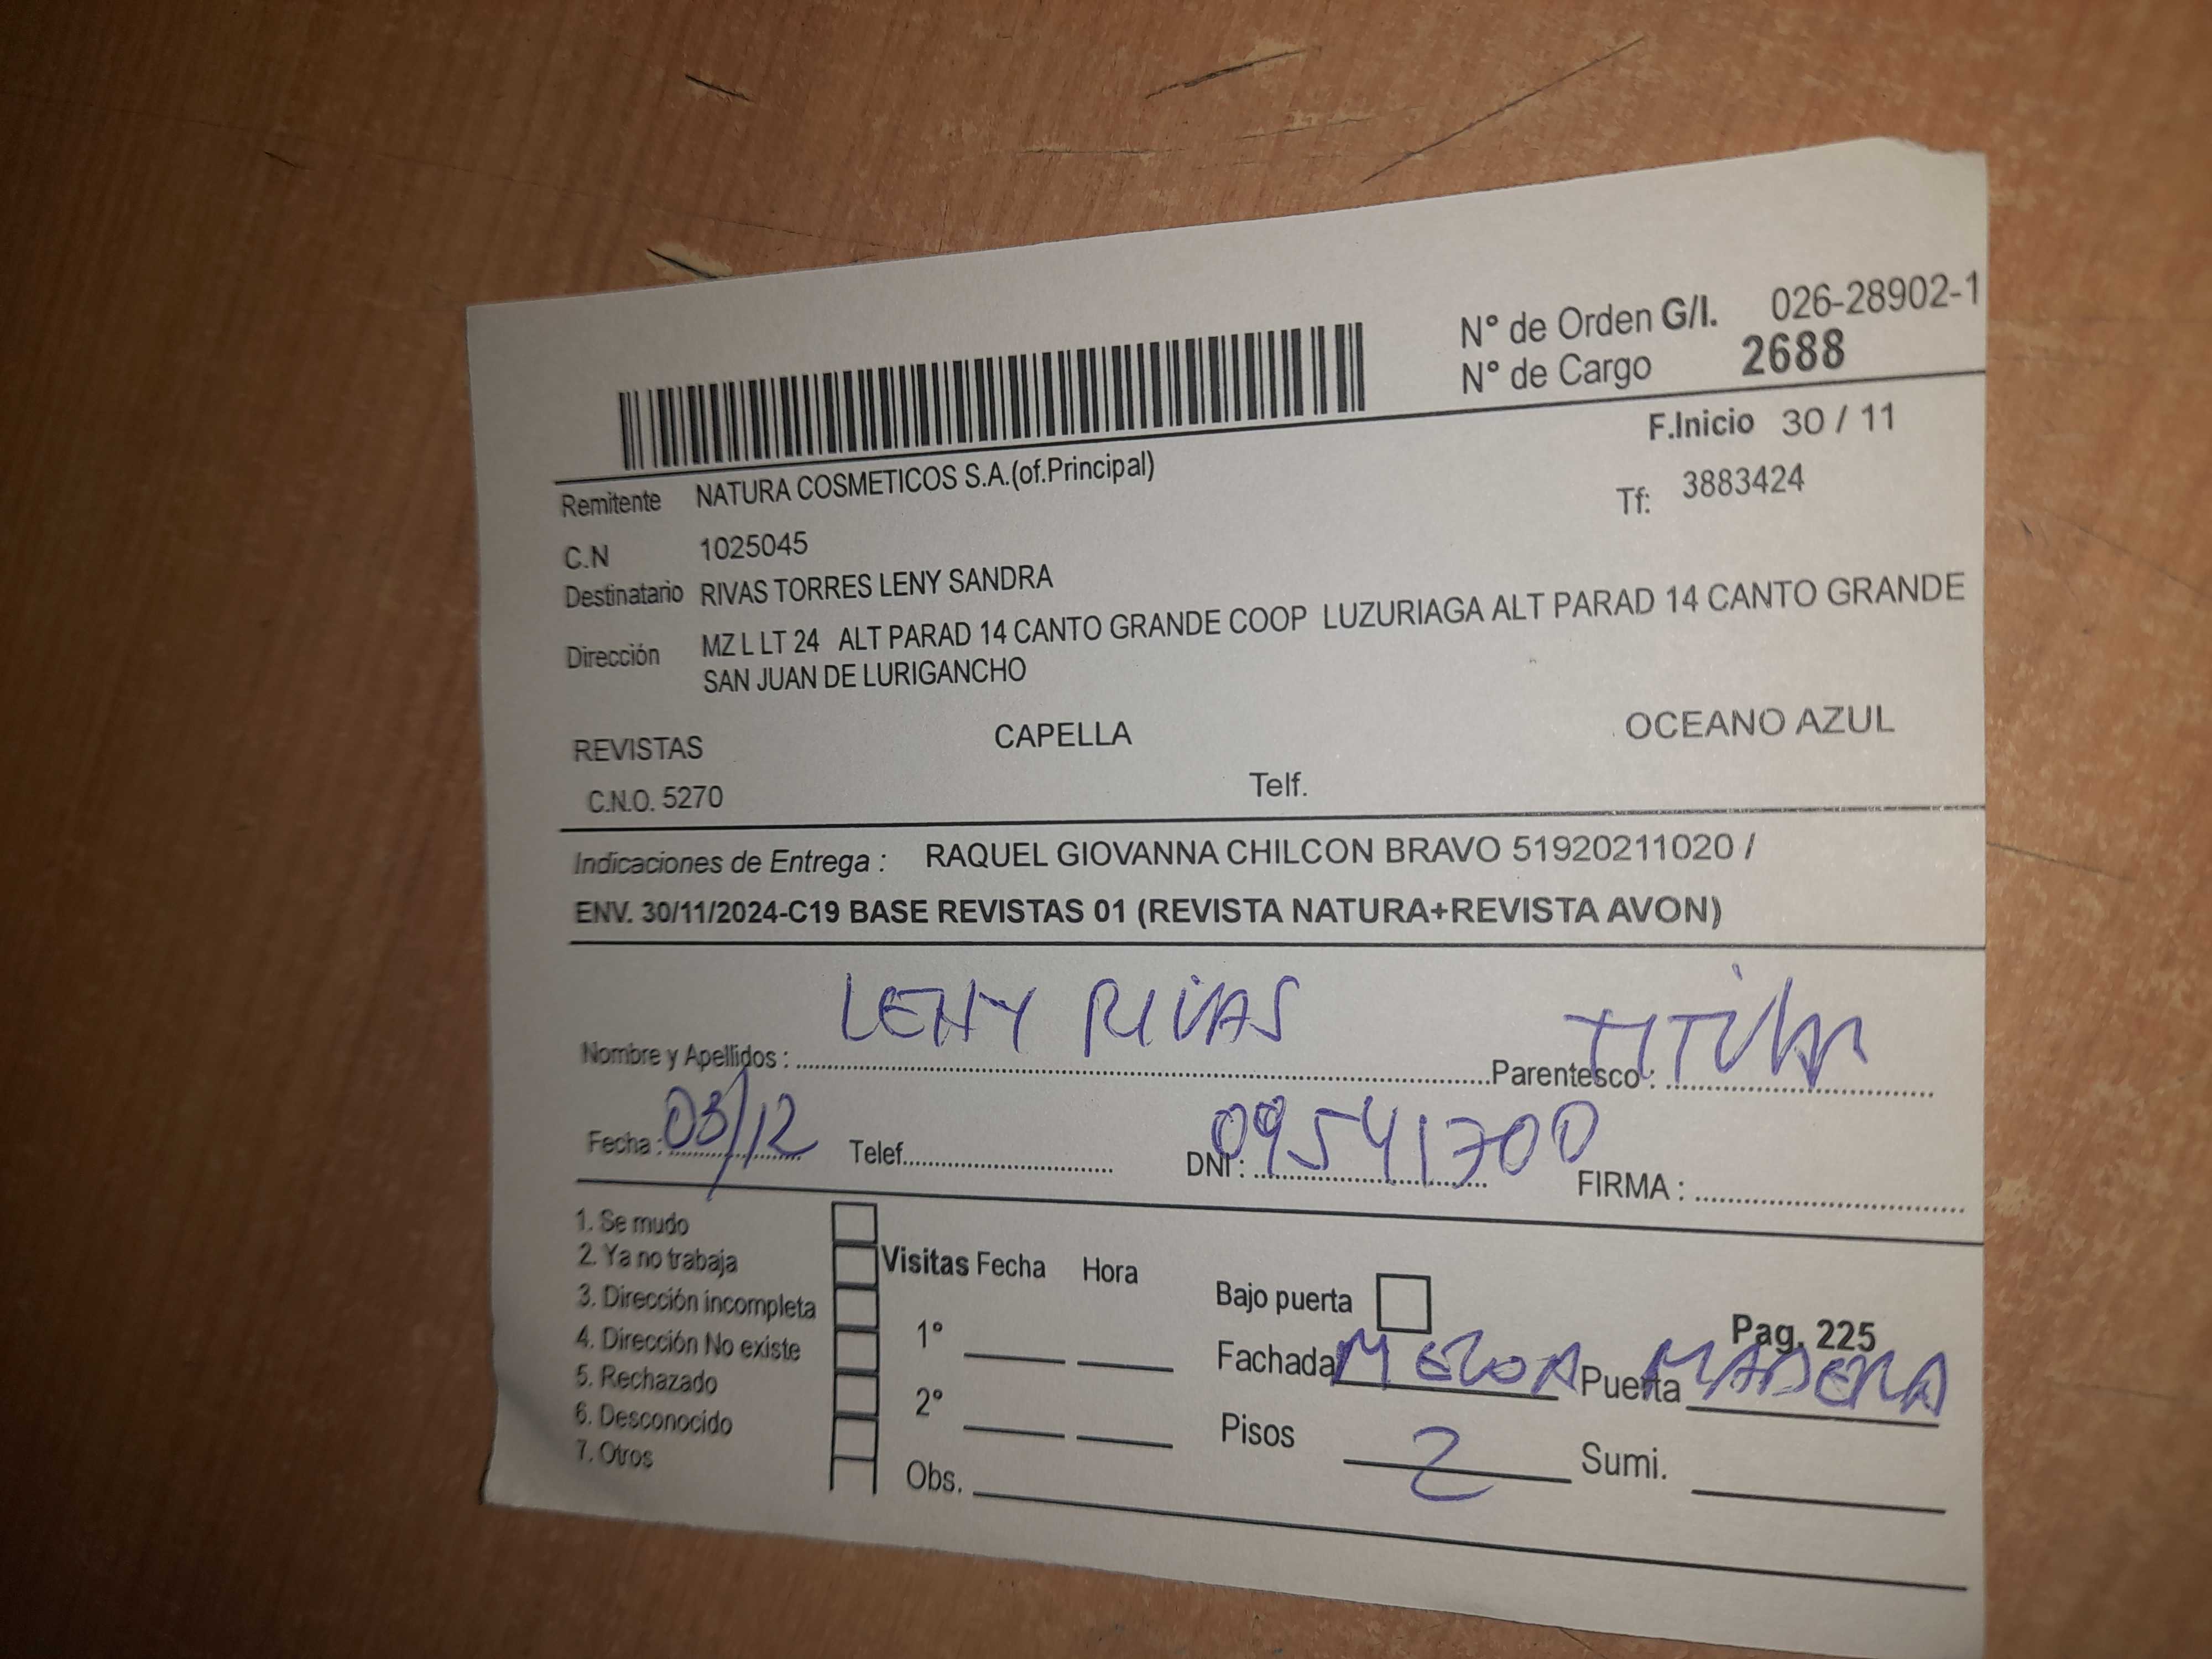 N° de Orden G/I. 026-28902-1
N° de Cargo 2688
F.Inicio 30 / 11
Remitente NATURA COSMETICOS S.A.(of.Principal)
Tf: 3883424
C.N 1025045
Destinatario RIVAS TORRES LENY SANDRA
Dirección MZ L LT 24 ALT PARAD 14 CANTO GRANDE COOP LUZURIAGA ALT PARAD 14 CANTO GRANDE
SAN JUAN DE LURIGANCHO
REVISTAS CAPELLA OCEANO AZUL
C.N.O. 5270 Telf.
Indicaciones de Entrega : RAQUEL GIOVANNA CHILCON BRAVO 51920211020 /
ENV. 30/11/2024-C19 BASE REVISTAS 01 (REVISTA NATURA+REVISTA AVON)
Nombre y Apellidos : LENY RIVAS Parentesco : TITULAR
Fecha : 03/12 Telef. DNI : 09541700 FIRMA :
1. Se mudo
2. Ya no trabaja Visitas Fecha Hora
3. Dirección incompleta Bajo puerta
4. Dirección No existe 1° Pag. 225
5. Rechazado Fachada Puerta MADERA
6. Desconocido 2° Pisos 2 Sumi.
7. Otros Obs.